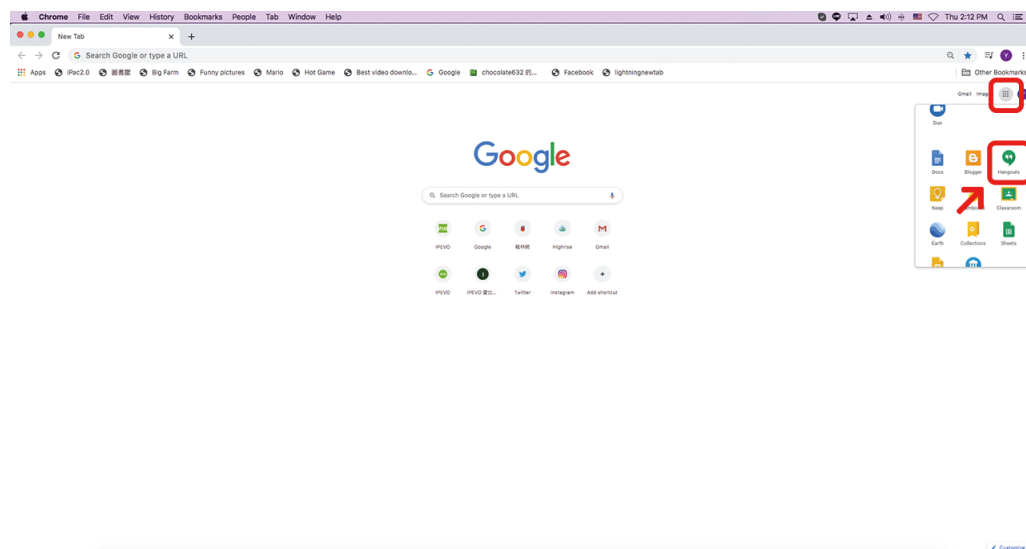 Chrome File Edit View History Bookmarks People Tab Window Help Thu 2:12 PM
New Tab
Search Google or type a URL
Apps iPac2.0 圖書館 Big Farm Funny pictures Mario Hot Game Best video downlo... Google chocolate632 的... Facebook lightningnewtab Other Bookmarks
Gmail Imag
Duo
Google
Docs Blogger Hangouts
Search Google or type a URL
Keep Classroom
IPEVO Google Highrise Gmail
Earth Collections Sheets
IPEVO Twitter Instagram Add shortcut
Customize